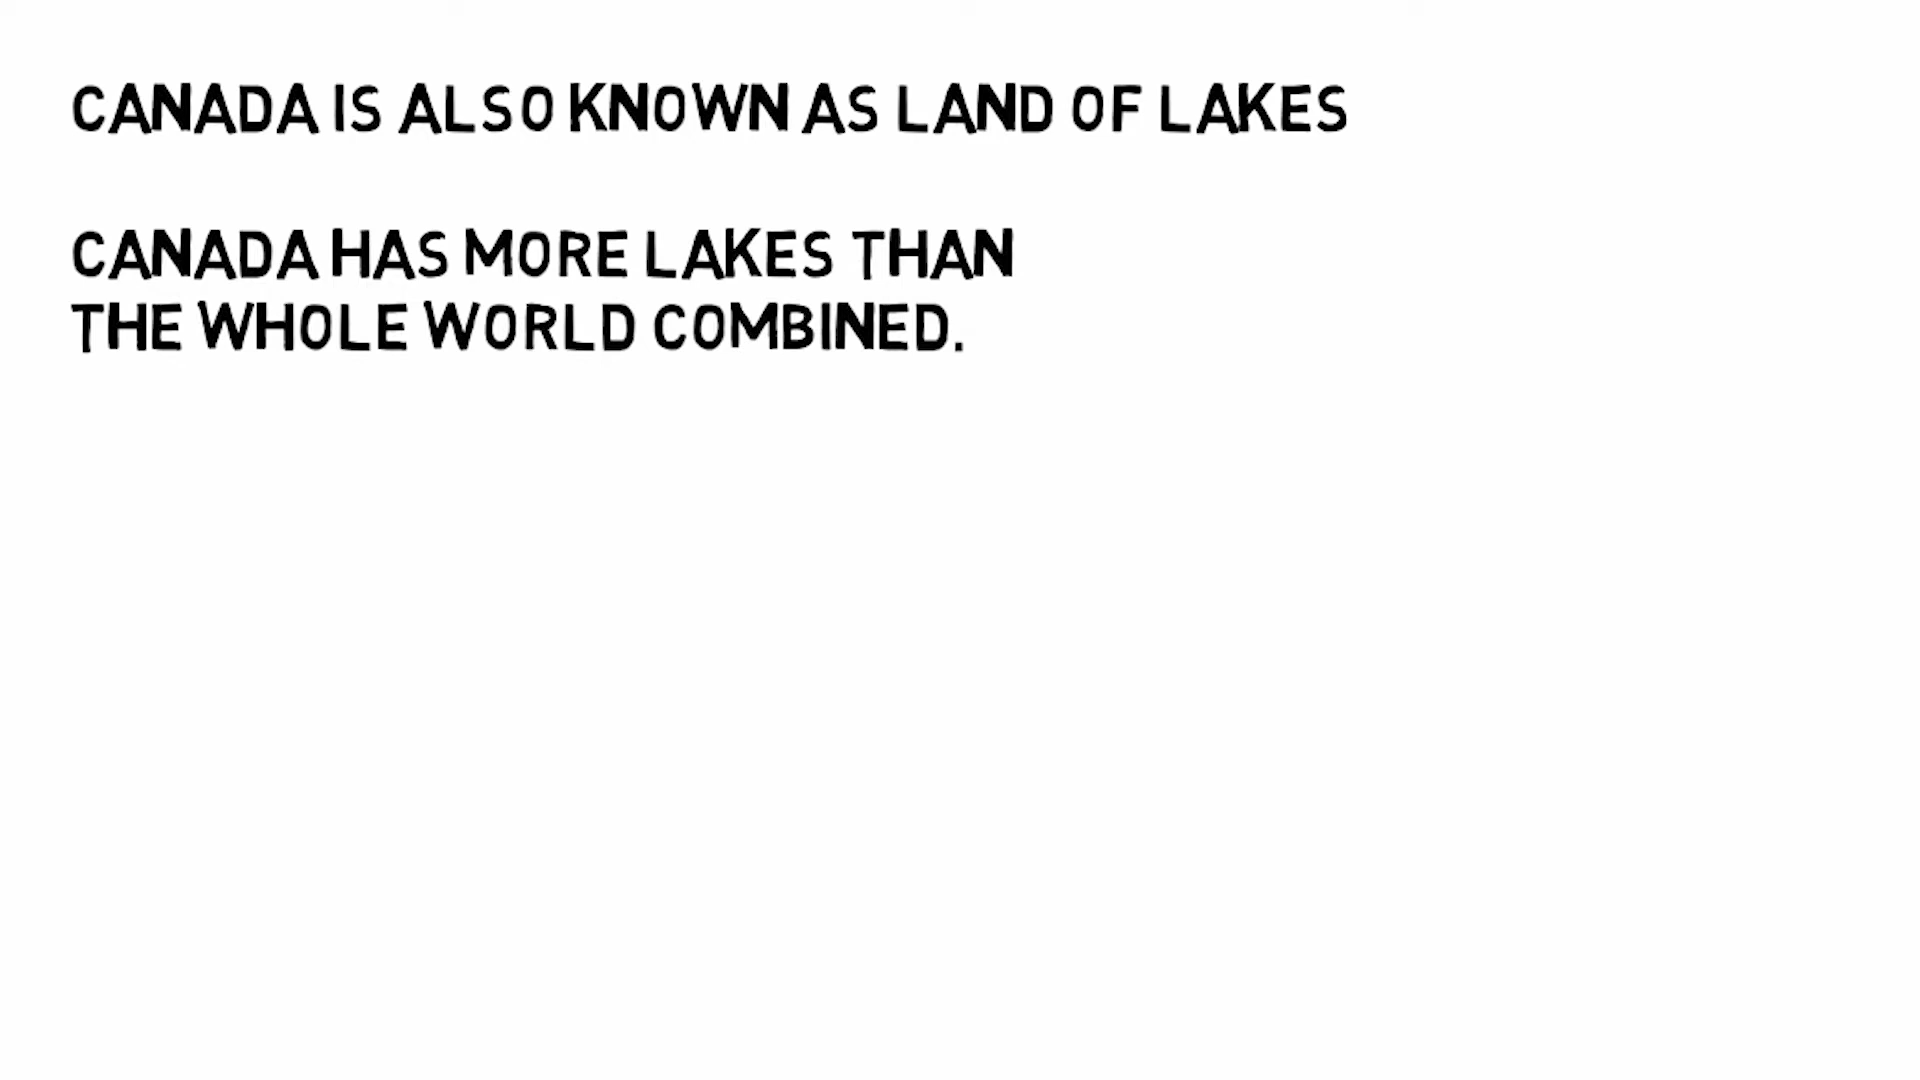 CANADA IS ALSO KNOWN AS LAND OF LAKES
CANADA HAS MORE LAKES THAN
THE WHOLE WORLD COMBINED.